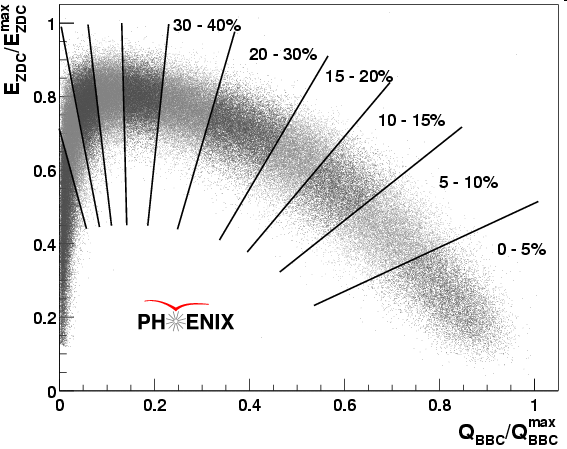 E_ZDC/E_ZDC^max
1
0.8
0.6
0.4
0.2
0
30 - 40%
20 - 30%
15 - 20%
10 - 15%
5 - 10%
0 - 5%
PHENIX
0 0.2 0.4 0.6 0.8 1
Q_BBC/Q_BBC^max